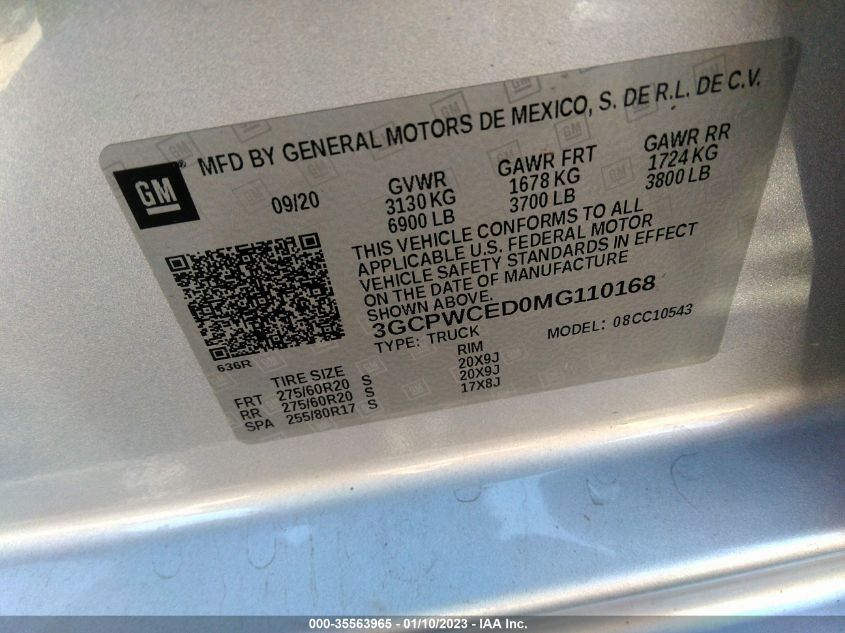 MFD BY GENERAL MOTORS DE MEXICO, S. DE R.L. DE C.V.
GM ®
09/20
GVWR
3130 KG
6900 LB
GAWR FRT
1678 KG
3700 LB
GAWR RR
1724 KG
3800 LB
THIS VEHICLE CONFORMS TO ALL
APPLICABLE U.S. FEDERAL MOTOR
VEHICLE SAFETY STANDARDS IN EFFECT
ON THE DATE OF MANUFACTURE
SHOWN ABOVE.
3GCPWCED0MG110168
TYPE: TRUCK
MODEL: 08CC10543
636R
TIRE SIZE RIM
FRT 275/60R20 S 20X9J
RR 275/60R20 S 20X9J
SPA 255/80R17 S 17X8J
000-35563965 - 01/10/2023 - IAA Inc.